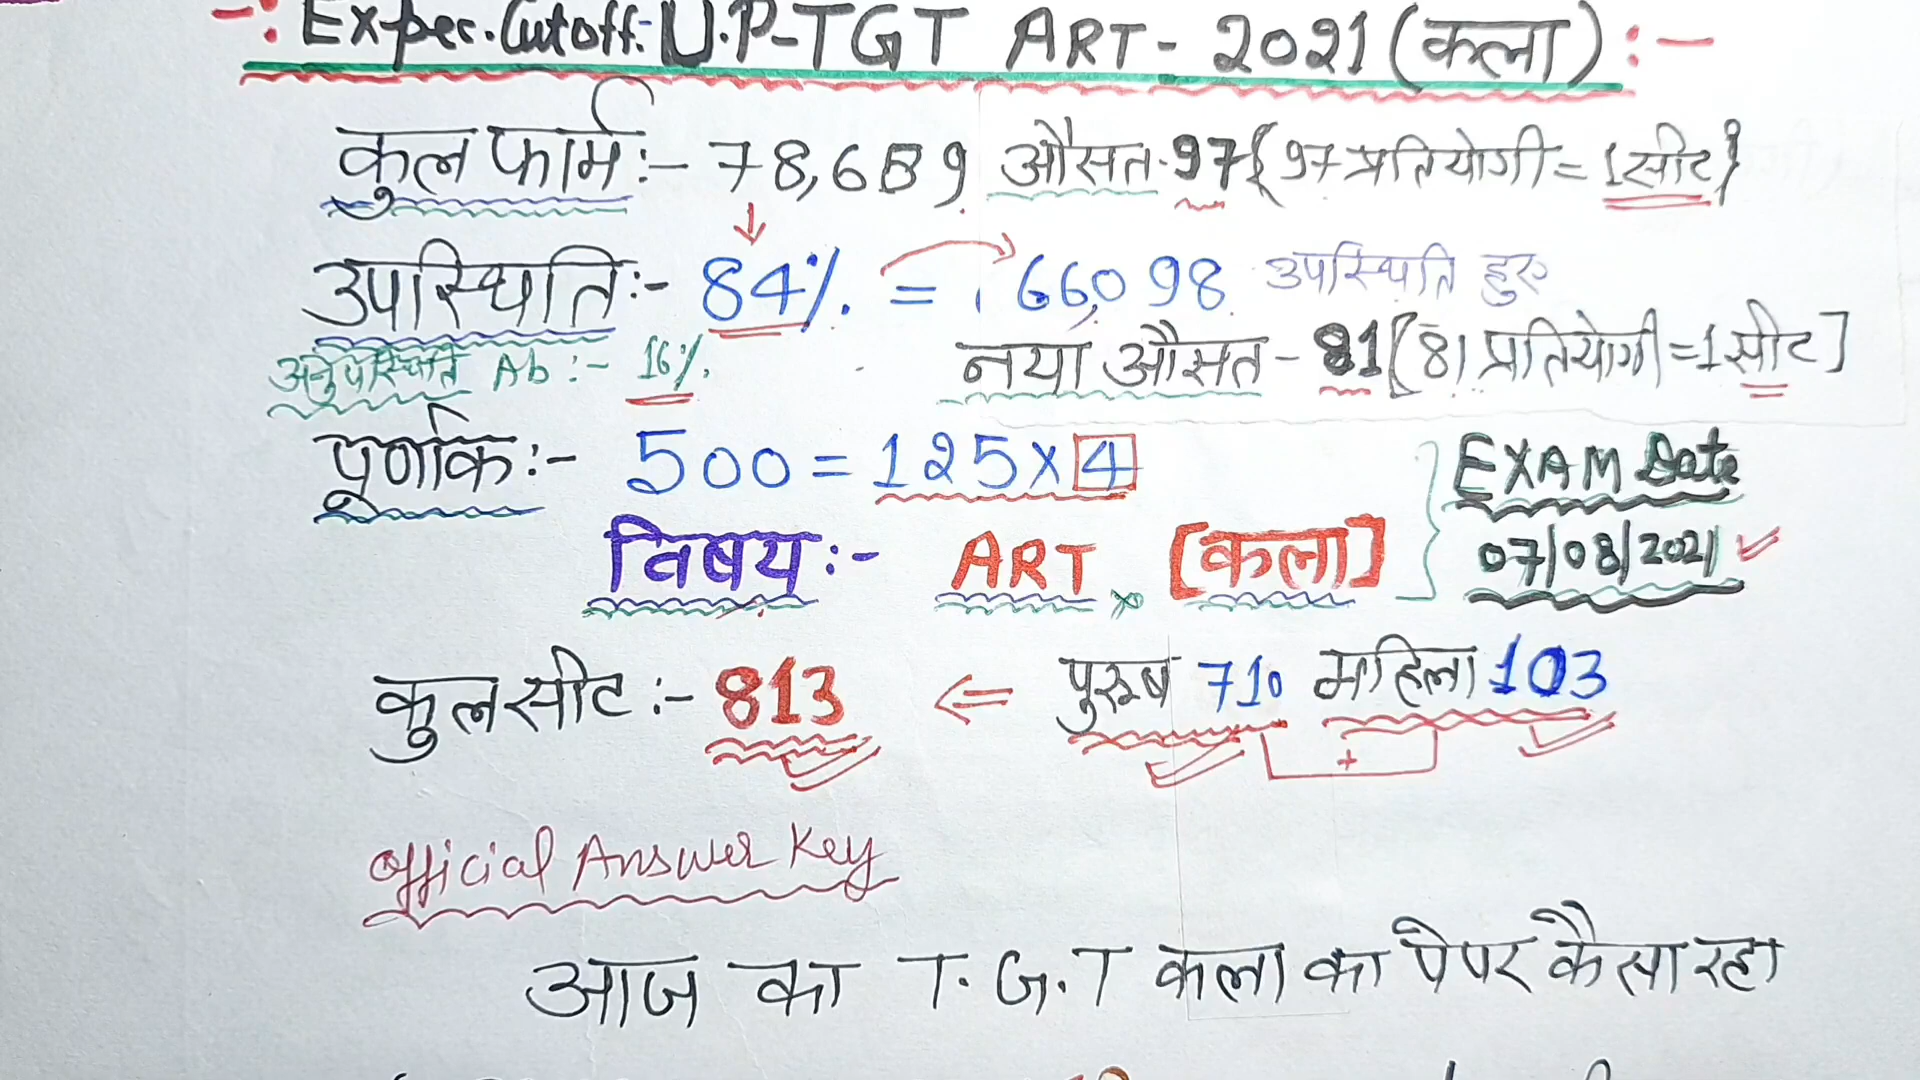 -: Expec. Cutoff:- U.P-TGT ART- 2021 (कला) :-
कुल फार्म:- 78,689 औसत- 97 { 97 प्रतियोगी = 1 सीट }
उपस्थिति:- 84% = 66,098 उपस्थिति हुए
अनुपस्थित Ab:- 16%. नया औसत - 81 [ 81 प्रतियोगी = 1 सीट ]
पूर्णाक:- 500 = 125 x 4
EXAM Date
07/08/2021
विषय:- ART [कला]
कुल सीट:- 813 ⇐ पुरुष 710 महिला 103
+
official Answer Key
आज का T.G.T कला का पेपर कैसा रहा